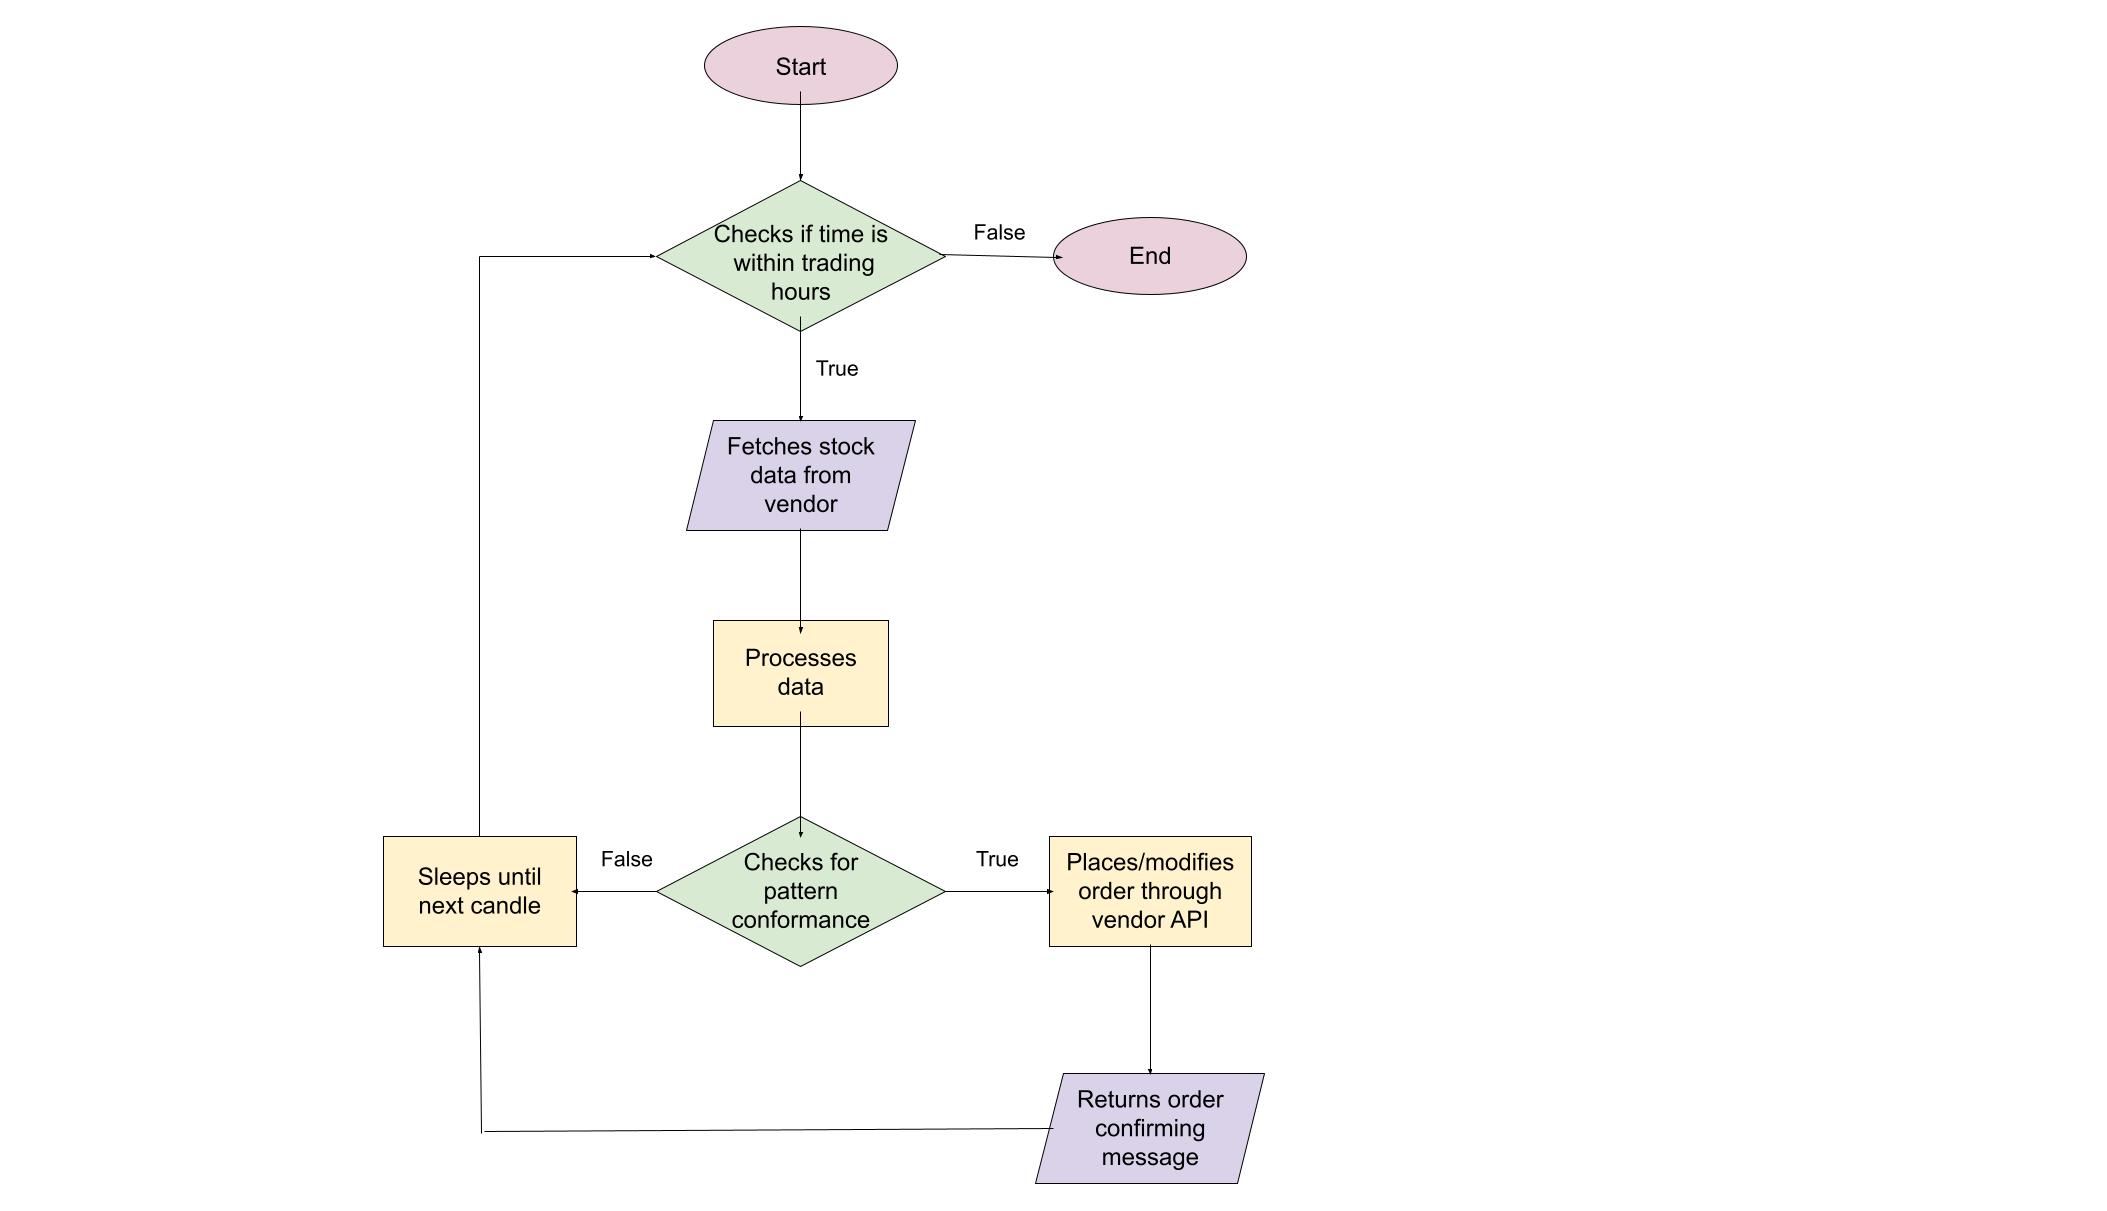 Start
Checks if time is
within trading
hours
False
End
True
Fetches stock
data from
vendor
Processes
data
Sleeps until
next candle
False
Checks for
pattern
conformance
True
Places/modifies
order through
vendor API
Returns order
confirming
message